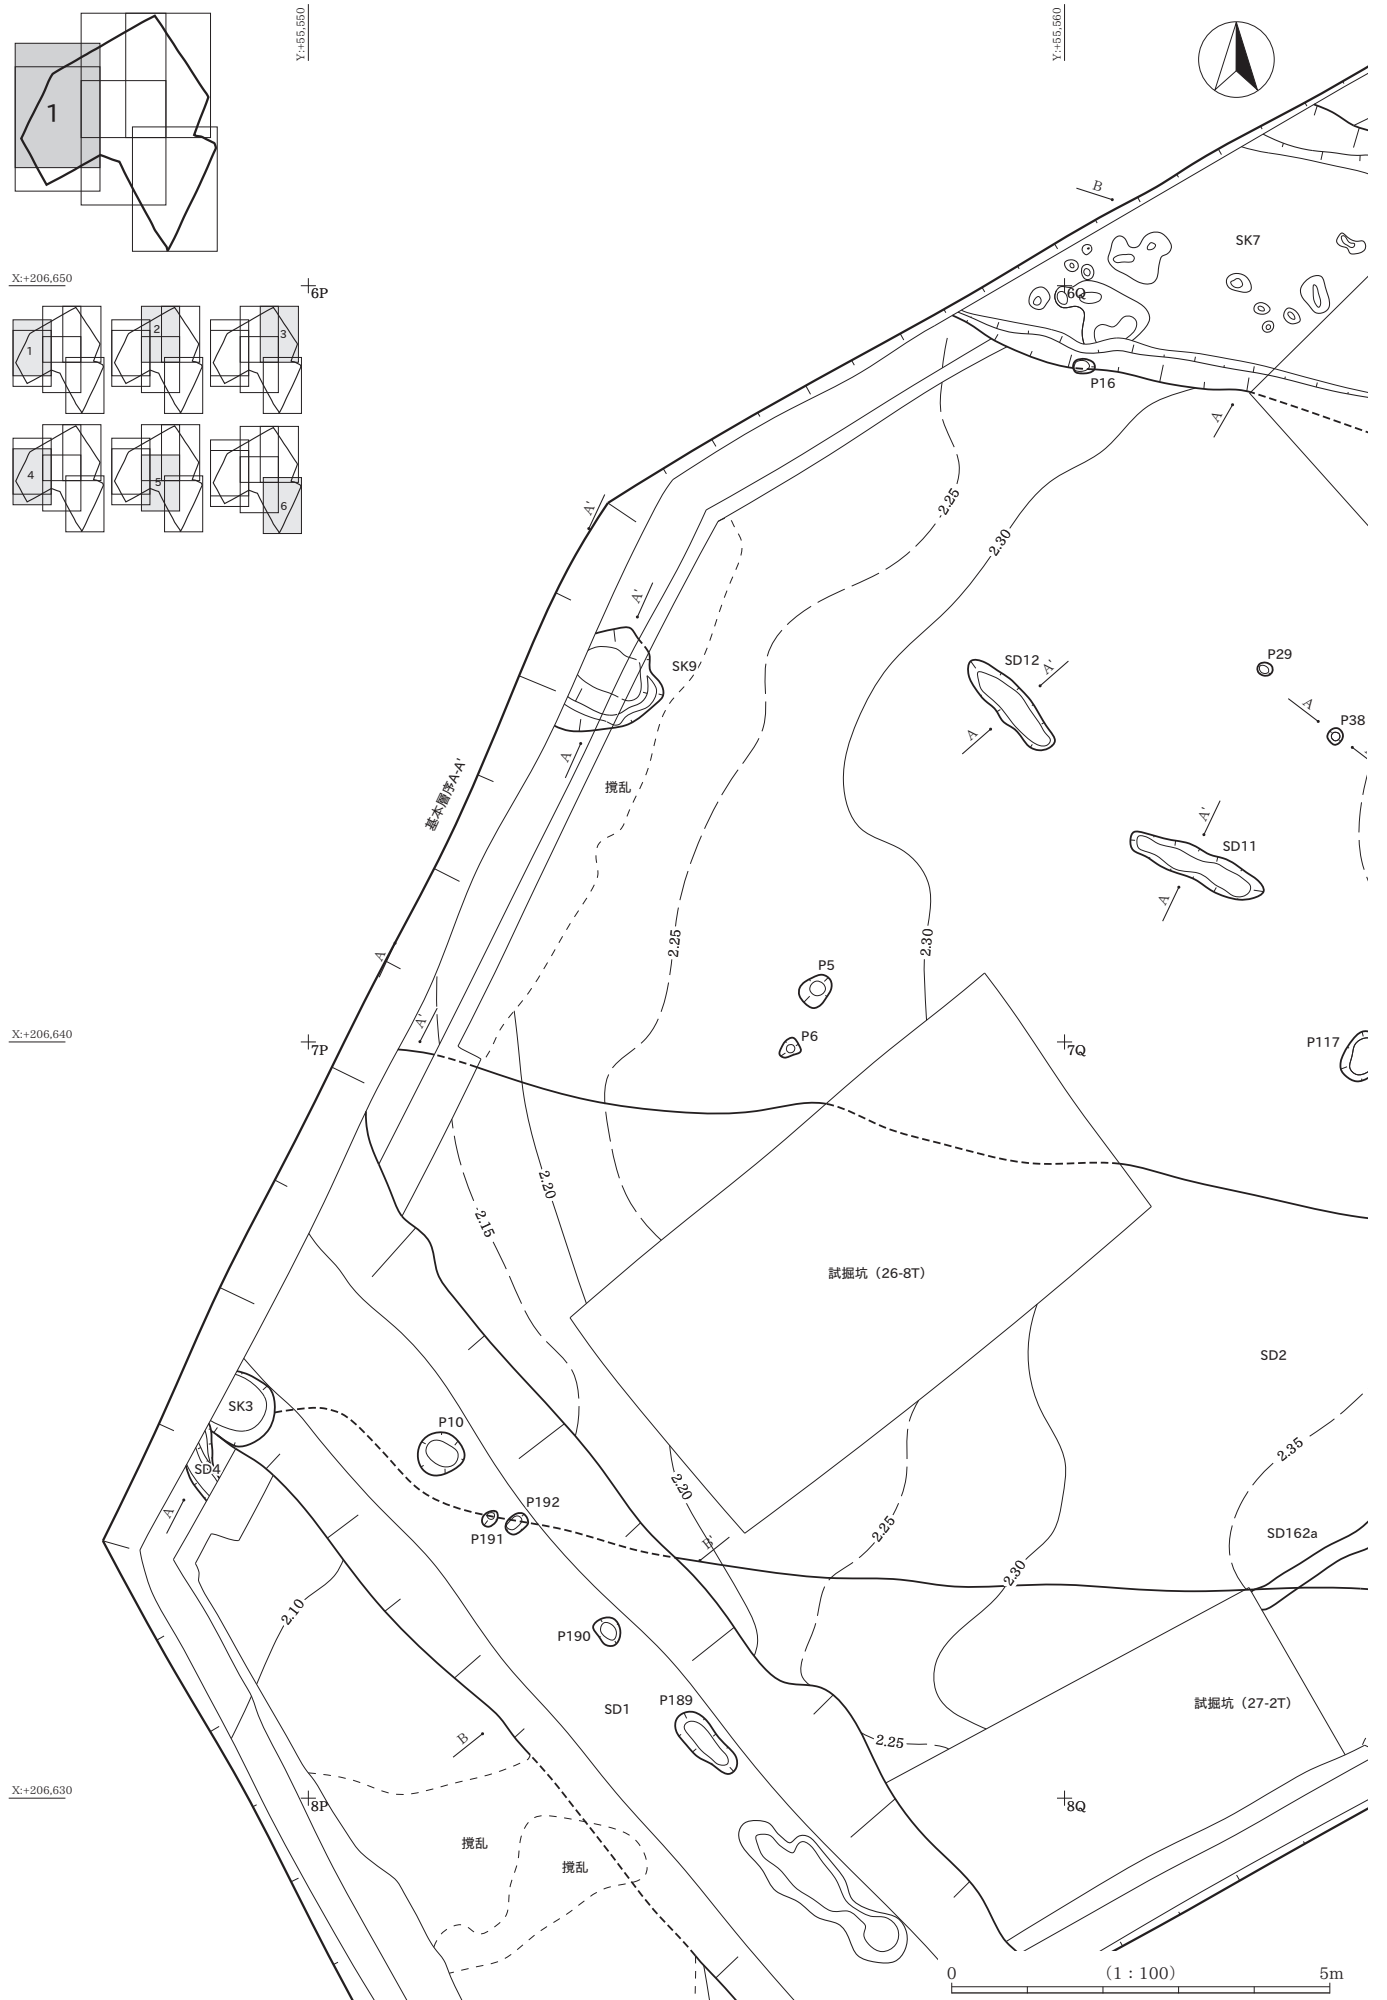 Y:+55,550
Y:+55,560
1
B
SK7
X:+206,650
6P
6Q
1
2
3
P16
A
4
5
6
2.25
A'
2.30
A'
SK9
SD12
A'
P29
A
P38
A
A
基本層序A-A'
撹乱
A'
SD11
A
2.25
2.30
A
P5
A'
P6
X:+206,640
7P
7Q
P117
2.20
2.15
試掘坑（26-8T）
SD2
SK3
P10
2.35
SD4
2.20
A
P192
P191
2.25
SD162a
B'
2.30
2.10
P190
P189
SD1
試掘坑（27-2T）
B
2.25
X:+206,630
8P
8Q
撹乱
撹乱
0 （1：100） 5m